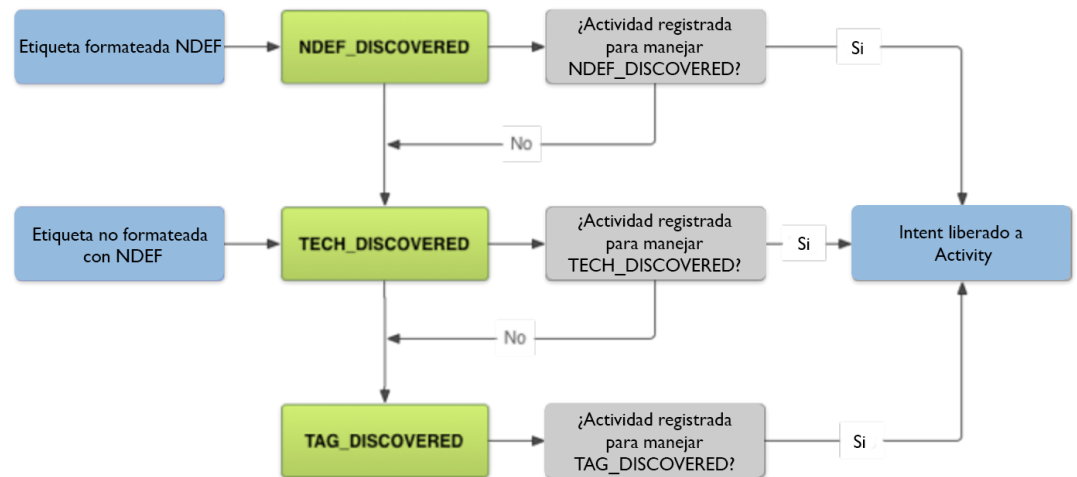 Etiqueta formateada NDEF
NDEF_DISCOVERED
¿Actividad registrada
para manejar
NDEF_DISCOVERED?
Si
No
Etiqueta no formateada
con NDEF
TECH_DISCOVERED
¿Actividad registrada
para manejar
TECH_DISCOVERED?
Si
Intent liberado a
Activity
No
TAG_DISCOVERED
¿Actividad registrada
para manejar
TAG_DISCOVERED?
Si